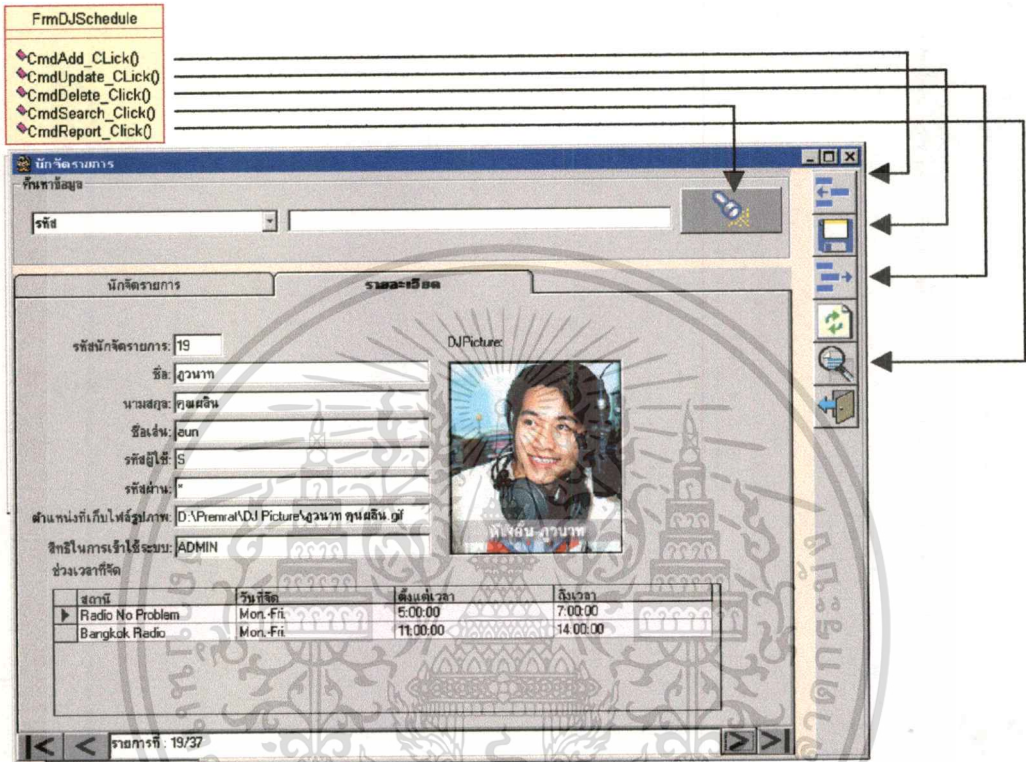 FrmDJSchedule
CmdAdd_CLick()
CmdUpdate_CLick()
CmdDelete_Click()
CmdSearch_Click()
CmdReport_Click()
นักจัดรายการ
ค้นหาข้อมูล
รหัส
นักจัดรายการ รายละเอียด
รหัสนักจัดรายการ: 19
DJPicture:
ชื่อ: ภูวนาท
นามสกุล: คุนผลิน
ชื่อเล่น: aun
รหัสผู้ใช้: S
รหัสผ่าน: *
ตำแหน่งที่เก็บไฟล์รูปภาพ: D:\Premrat\DJ Picture\ภูวนาท คุนผลิน.gif
สิทธิในการเข้าใช้ระบบ: ADMIN
ช่วงเวลาที่จัด
สถานี วันที่จัด ตั้งแต่เวลา ถึงเวลา
Radio No Problem Mon.-Fri. 5:00:00 7:00:00
Bangkok Radio Mon.-Fri. 11:00:00 14:00:00
รายการที่ : 19/37